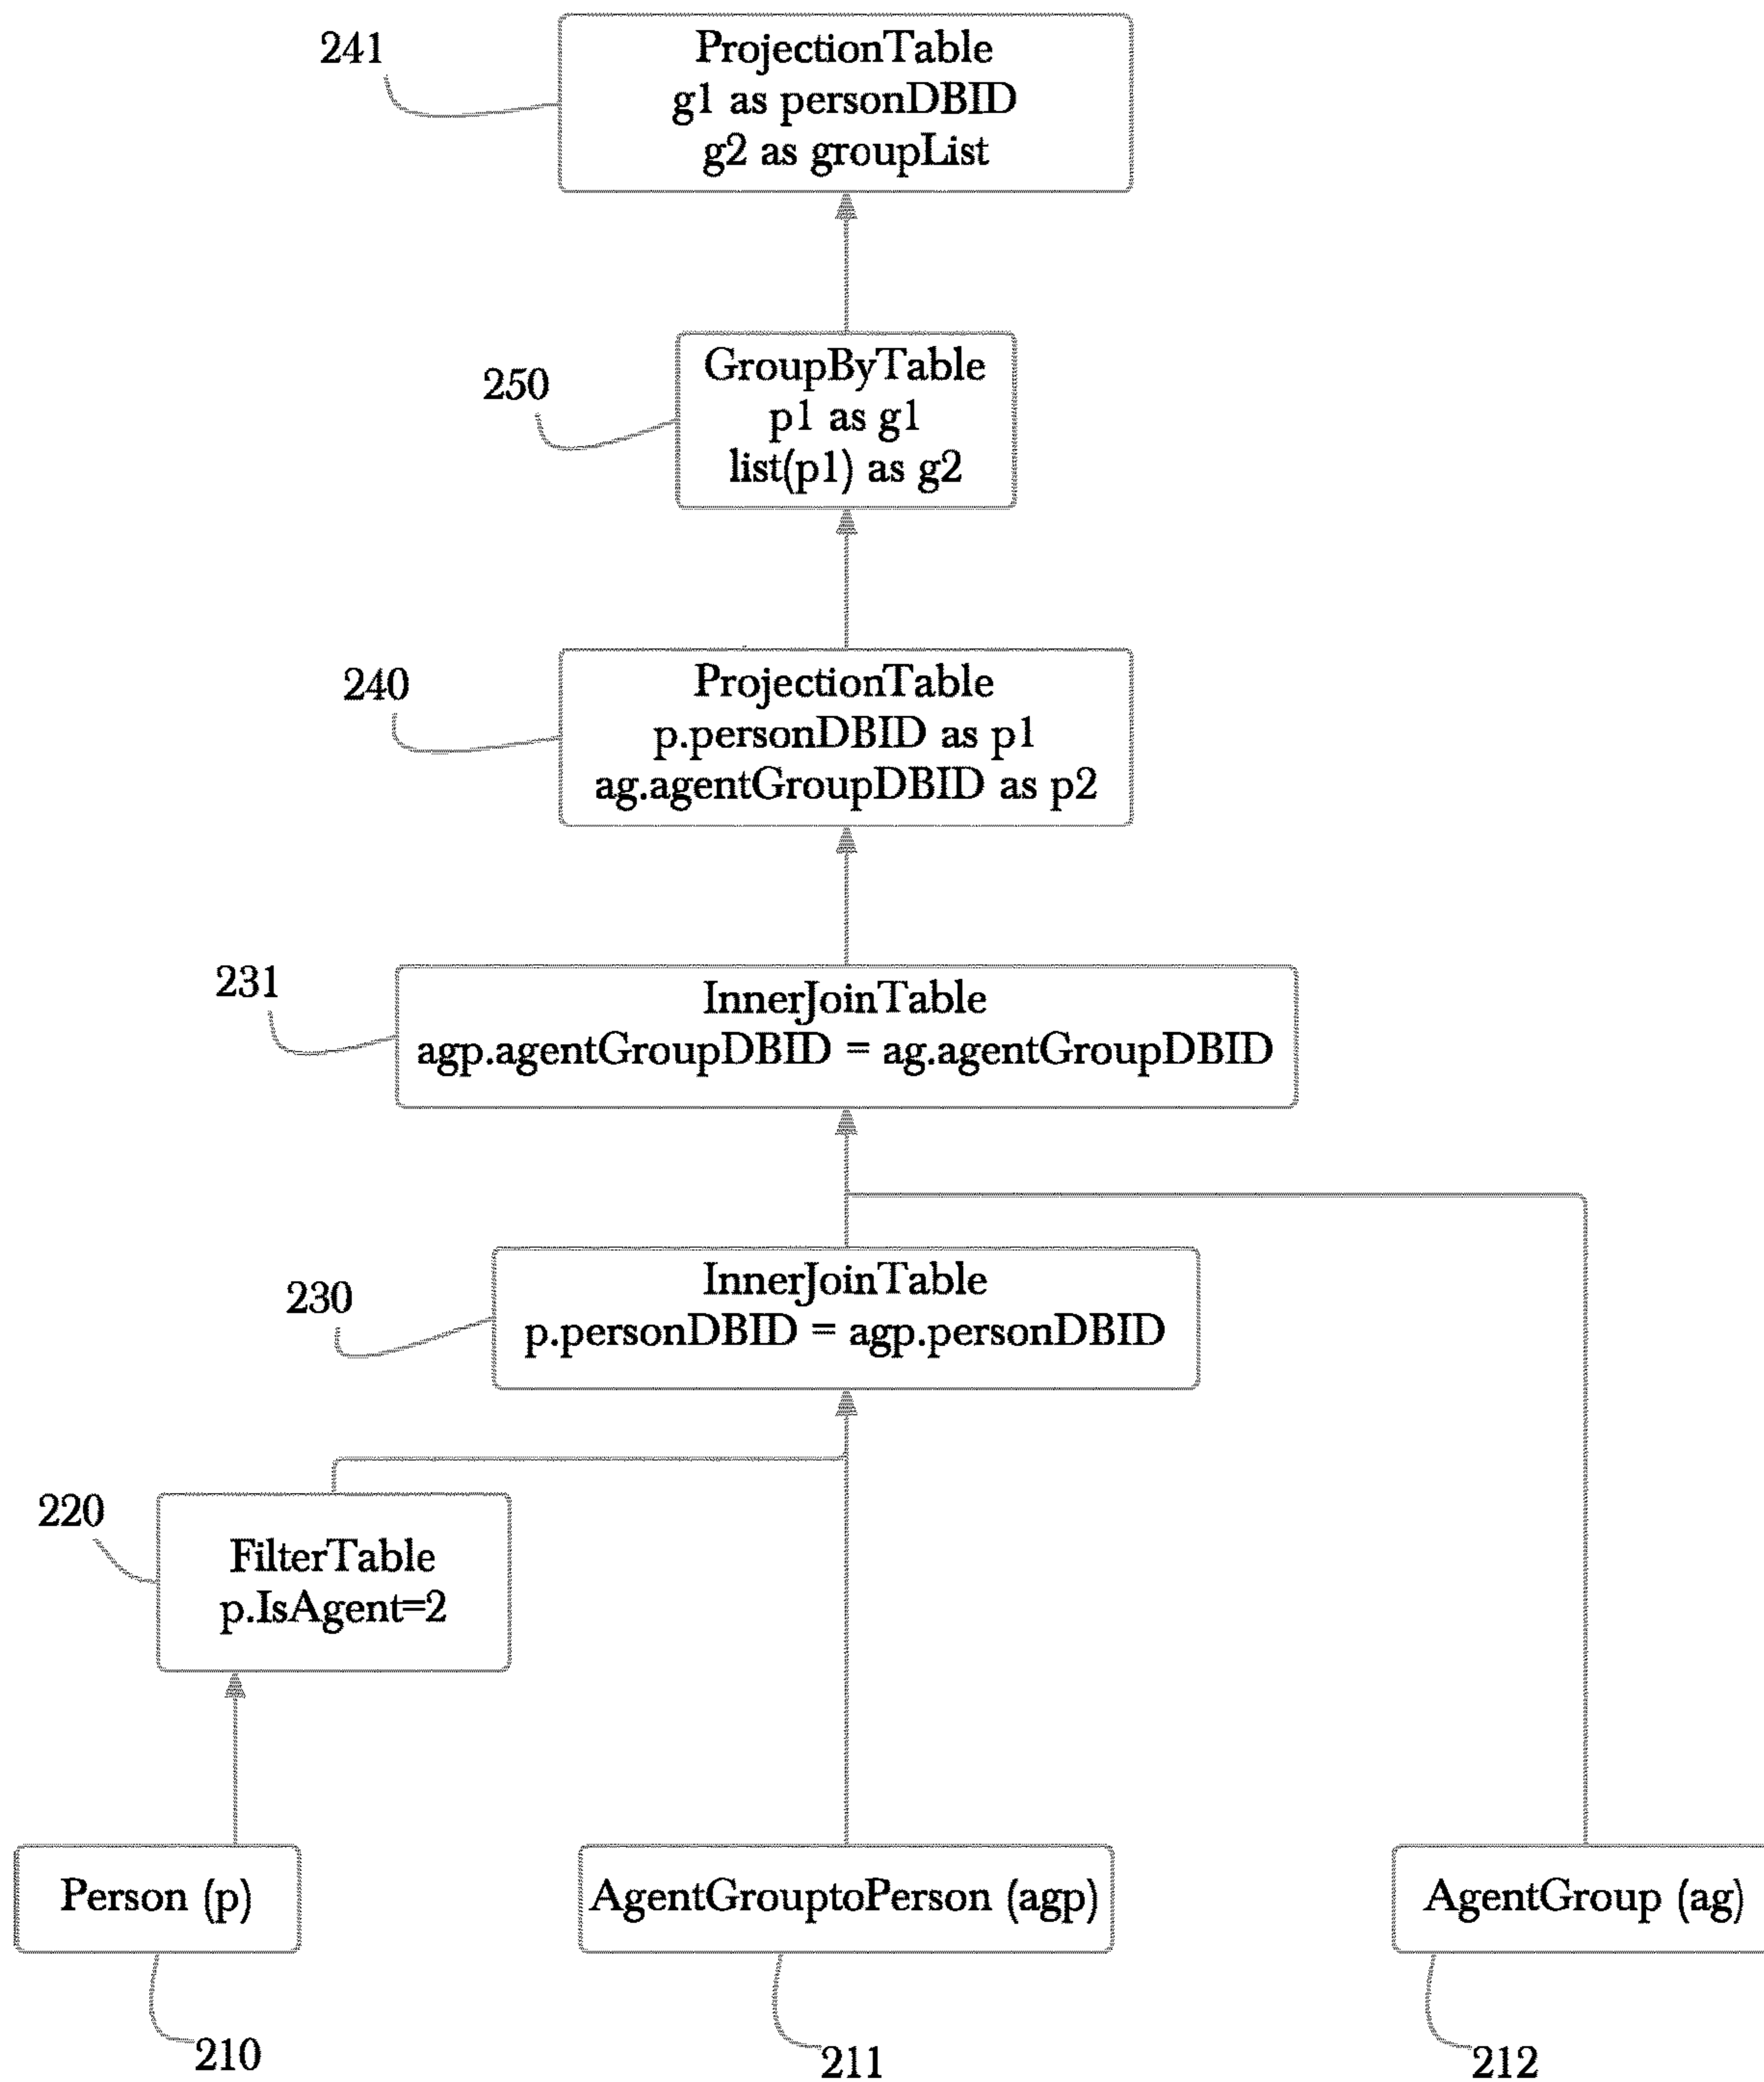 241
ProjectionTable
g1 as personDBID
g2 as groupList
250
GroupByTable
p1 as g1
list(p1) as g2
240
ProjectionTable
p.personDBID as p1
ag.agentGroupDBID as p2
231
InnerJoinTable
agp.agentGroupDBID = ag.agentGroupDBID
230
InnerJoinTable
p.personDBID = agp.personDBID
220
FilterTable
p.IsAgent=2
Person (p)
AgentGrouptoPerson (agp)
AgentGroup (ag)
210
211
212